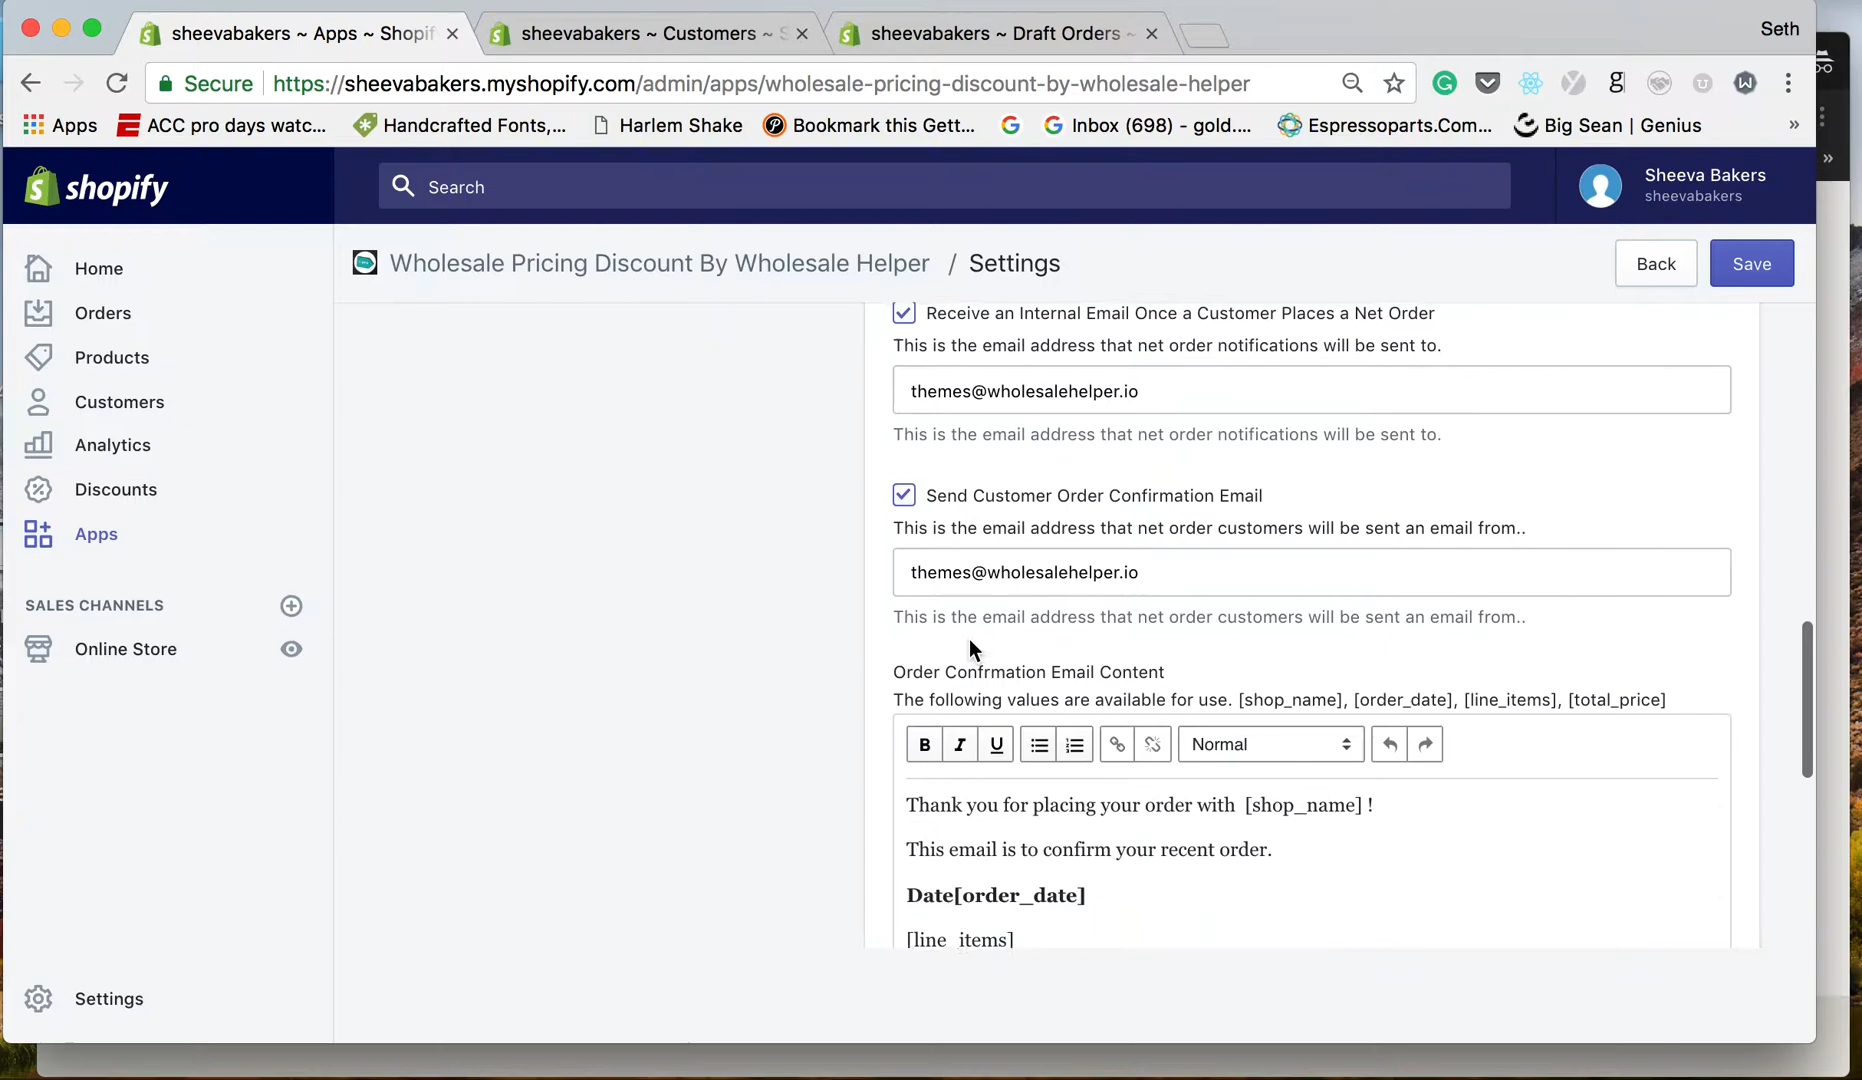 sheevabakers ~ Apps ~ Shopif
sheevabakers ~ Customers ~ S
sheevabakers ~ Draft Orders ~
Seth
Secure
https://sheevabakers.myshopify.com/admin/apps/wholesale-pricing-discount-by-wholesale-helper
Apps
ACC pro days watc...
Handcrafted Fonts,...
Harlem Shake
Bookmark this Gett...
Inbox (698) - gold....
Espressoparts.Com...
Big Sean | Genius
»
»
shopify
Search
Sheeva Bakers
sheevabakers
Wholesale Pricing Discount By Wholesale Helper / Settings
Back
Save
Home
Orders
Products
Customers
Analytics
Discounts
Apps
SALES CHANNELS
Online Store
Settings
Receive an Internal Email Once a Customer Places a Net Order
This is the email address that net order notifications will be sent to.
themes@wholesalehelper.io
This is the email address that net order notifications will be sent to.
Send Customer Order Confirmation Email
This is the email address that net order customers will be sent an email from..
themes@wholesalehelper.io
This is the email address that net order customers will be sent an email from..
Order Confrmation Email Content
The following values are available for use. [shop_name], [order_date], [line_items], [total_price]
B I U
Normal
Thank you for placing your order with [shop_name] !
This email is to confirm your recent order.
Date[order_date]
[line_items]